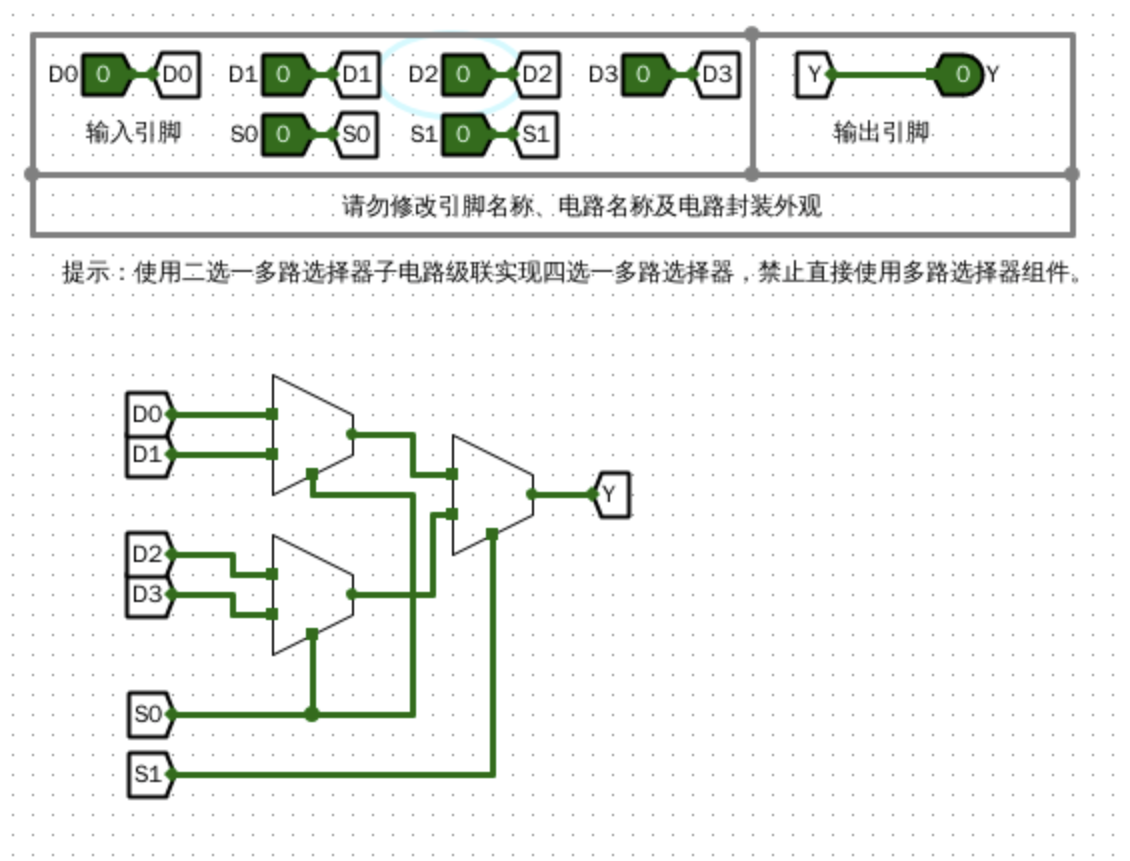 D0 0 D0 D1 0 D1 D2 0 D2 D3 0 D3 Y 0 Y
输入引脚 S0 0 S0 S1 0 S1 输出引脚
请勿修改引脚名称、电路名称及电路封装外观
提示：使用二选一多路选择器子电路级联实现四选一多路选择器，禁止直接使用多路选择器组件。
D0
D1
Y
D2
D3
S0
S1